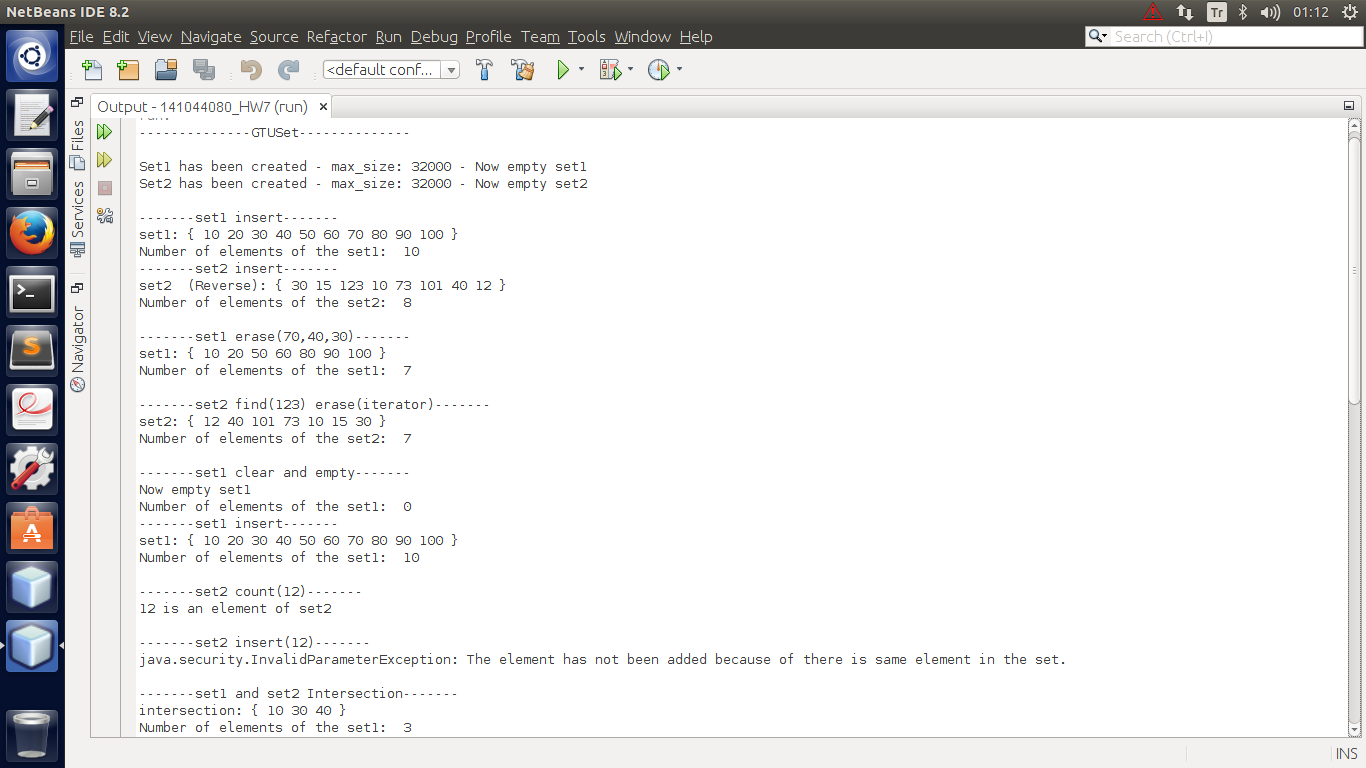 NetBeans IDE 8.2
Tr
01:12
File Edit View Navigate Source Refactor Run Debug Profile Team Tools Window Help
Search (Ctrl+I)
<default conf...
Files
Services
Navigator
Output - 141044080_HW7 (run)
run:
--------------GTUSet--------------
Set1 has been created - max_size: 32000 - Now empty set1
Set2 has been created - max_size: 32000 - Now empty set2
-------set1 insert-------
set1: { 10 20 30 40 50 60 70 80 90 100 }
Number of elements of the set1:  10
-------set2 insert-------
set2  (Reverse): { 30 15 123 10 73 101 40 12 }
Number of elements of the set2:  8
-------set1 erase(70,40,30)-------
set1: { 10 20 50 60 80 90 100 }
Number of elements of the set1:  7
-------set2 find(123) erase(iterator)-------
set2: { 12 40 101 73 10 15 30 }
Number of elements of the set2:  7
-------set1 clear and empty-------
Now empty set1
Number of elements of the set1:  0
-------set1 insert-------
set1: { 10 20 30 40 50 60 70 80 90 100 }
Number of elements of the set1:  10
-------set2 count(12)-------
12 is an element of set2
-------set2 insert(12)-------
java.security.InvalidParameterException: The element has not been added because of there is same element in the set.
-------set1 and set2 Intersection-------
intersection: { 10 30 40 }
Number of elements of the set1:  3
INS